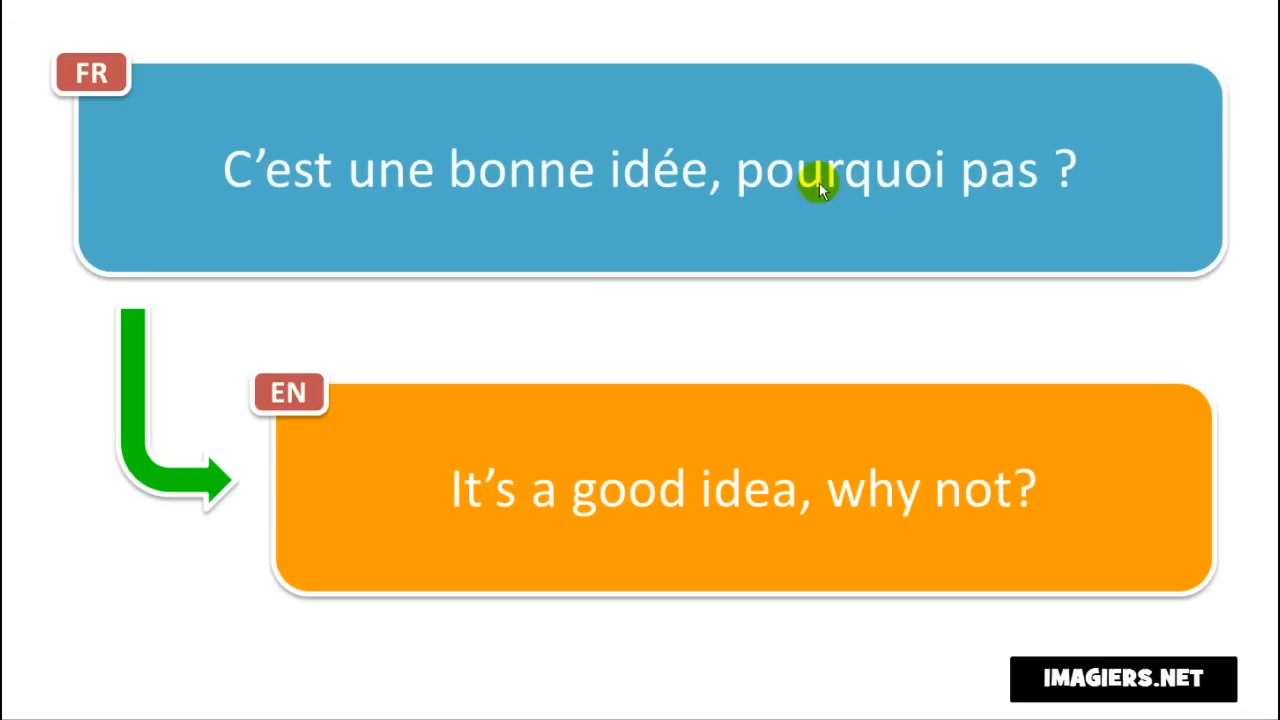 FR
C’est une bonne idée, pourquoi pas ?
EN
It’s a good idea, why not?
IMAGIERS.NET